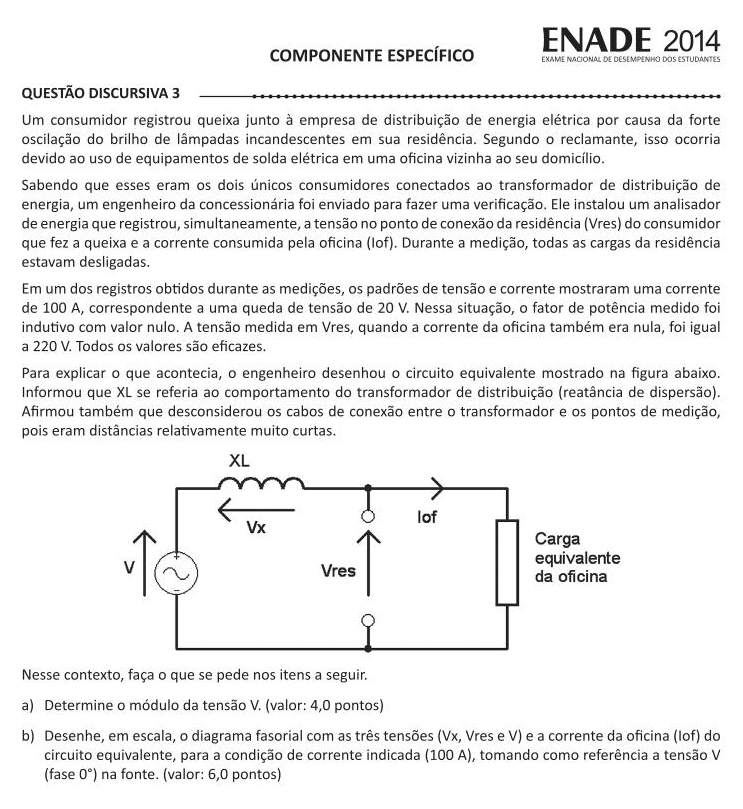 ENADE 2014
EXAME NACIONAL DE DESEMPENHO DOS ESTUDANTES
COMPONENTE ESPECÍFICO
QUESTÃO DISCURSIVA 3
Um consumidor registrou queixa junto à empresa de distribuição de energia elétrica por causa da forte
oscilação do brilho de lâmpadas incandescentes em sua residência. Segundo o reclamante, isso ocorria
devido ao uso de equipamentos de solda elétrica em uma oficina vizinha ao seu domicílio.
Sabendo que esses eram os dois únicos consumidores conectados ao transformador de distribuição de
energia, um engenheiro da concessionária foi enviado para fazer uma verificação. Ele instalou um analisador
de energia que registrou, simultaneamente, a tensão no ponto de conexão da residência (Vres) do consumidor
que fez a queixa e a corrente consumida pela oficina (Iof). Durante a medição, todas as cargas da residência
estavam desligadas.
Em um dos registros obtidos durante as medições, os padrões de tensão e corrente mostraram uma corrente
de 100 A, correspondente a uma queda de tensão de 20 V. Nessa situação, o fator de potência medido foi
indutivo com valor nulo. A tensão medida em Vres, quando a corrente da oficina também era nula, foi igual
a 220 V. Todos os valores são eficazes.
Para explicar o que acontecia, o engenheiro desenhou o circuito equivalente mostrado na figura abaixo.
Informou que XL se referia ao comportamento do transformador de distribuição (reatância de dispersão).
Afirmou também que desconsiderou os cabos de conexão entre o transformador e os pontos de medição,
pois eram distâncias relativamente muito curtas.
XL
Vx
Iof
V
+
-
Vres
Carga
equivalente
da oficina
Nesse contexto, faça o que se pede nos itens a seguir.
a) Determine o módulo da tensão V. (valor: 4,0 pontos)
b) Desenhe, em escala, o diagrama fasorial com as três tensões (Vx, Vres e V) e a corrente da oficina (Iof) do
circuito equivalente, para a condição de corrente indicada (100 A), tomando como referência a tensão V
(fase 0°) na fonte. (valor: 6,0 pontos)